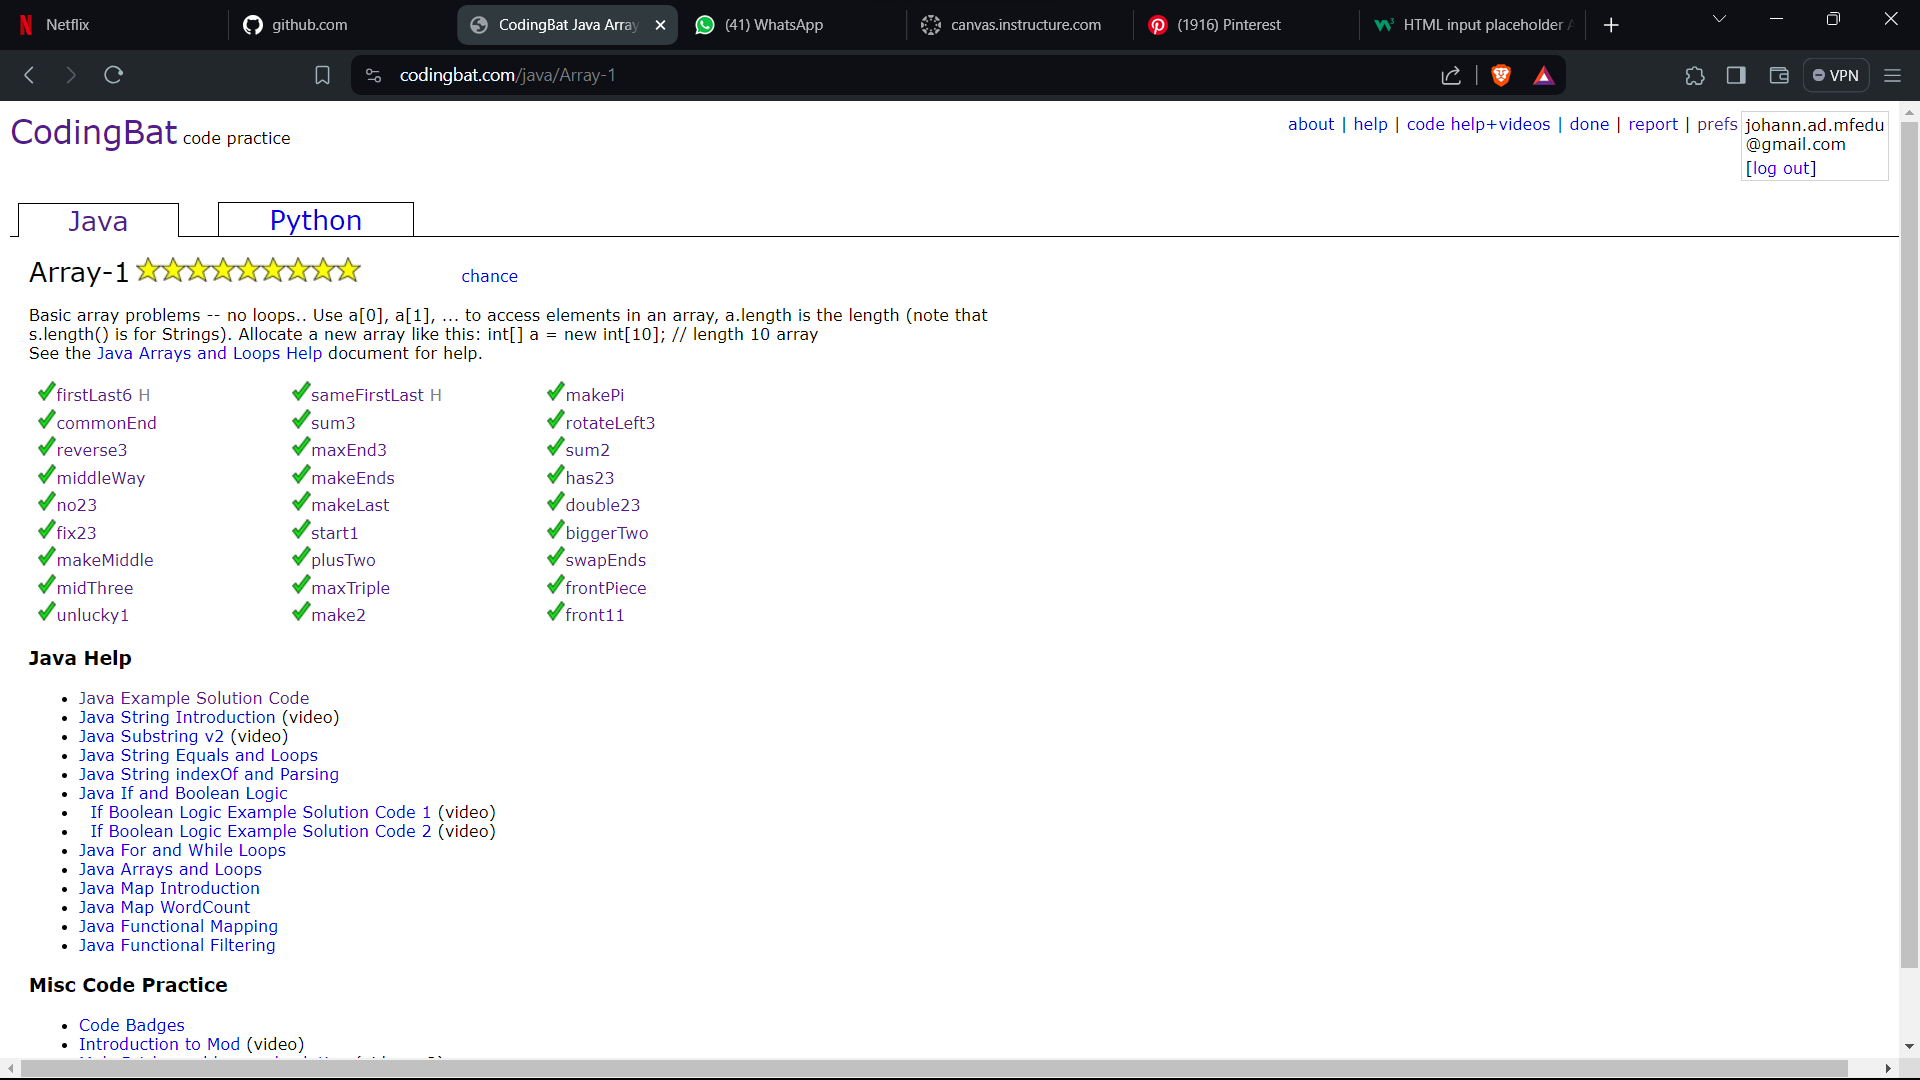 Netflix
github.com
CodingBat Java Array
(41) WhatsApp
canvas.instructure.com
(1916) Pinterest
HTML input placeholder
codingbat.com/java/Array-1
VPN
CodingBat code practice
about | help | code help+videos | done | report | prefs
johann.ad.mfedu
@gmail.com
[log out]
Java
Python
Array-1
chance
Basic array problems -- no loops.. Use a[0], a[1], ... to access elements in an array, a.length is the length (note that
s.length() is for Strings). Allocate a new array like this: int[] a = new int[10]; // length 10 array
See the Java Arrays and Loops Help document for help.
firstLast6 H sameFirstLast H makePi
commonEnd sum3 rotateLeft3
reverse3 maxEnd3 sum2
middleWay makeEnds has23
no23 makeLast double23
fix23 start1 biggerTwo
makeMiddle plusTwo swapEnds
midThree maxTriple frontPiece
unlucky1 make2 front11
Java Help
Java Example Solution Code
Java String Introduction (video)
Java Substring v2 (video)
Java String Equals and Loops
Java String indexOf and Parsing
Java If and Boolean Logic
If Boolean Logic Example Solution Code 1 (video)
If Boolean Logic Example Solution Code 2 (video)
Java For and While Loops
Java Arrays and Loops
Java Map Introduction
Java Map WordCount
Java Functional Mapping
Java Functional Filtering
Misc Code Practice
Code Badges
Introduction to Mod (video)